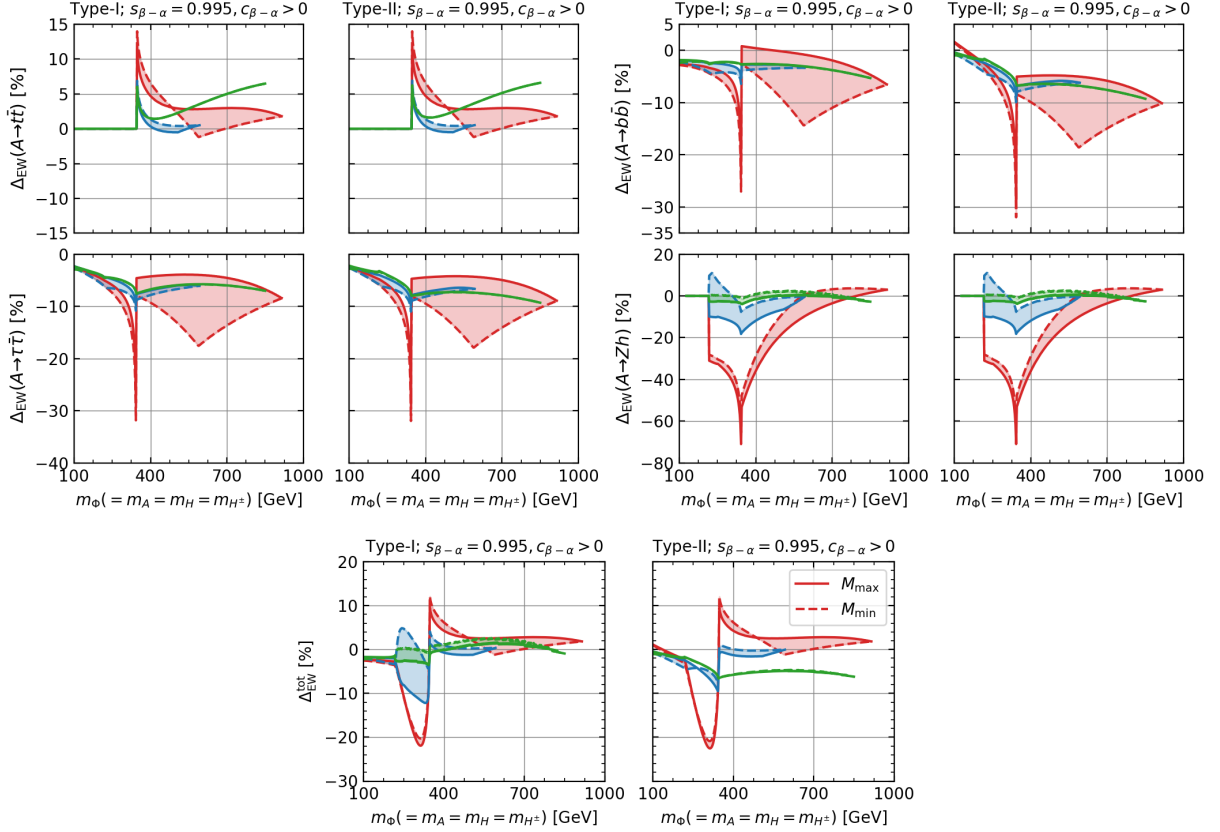 Type-I; s_{β−α} = 0.995, c_{β−α} > 0
Type-II; s_{β−α} = 0.995, c_{β−α} > 0
Δ_EW(A→tt̄) [%]
15
10
5
0
−5
−10
−15
Type-I; s_{β−α} = 0.995, c_{β−α} > 0
Type-II; s_{β−α} = 0.995, c_{β−α} > 0
Δ_EW(A→bb̄) [%]
5
0
−10
−20
−30
−35
Δ_EW(A→ττ̄) [%]
0
−10
−20
−30
−40
100 400 700 1000
100 400 700 1000
m_Φ(= m_A = m_H = m_{H^±}) [GeV]
m_Φ(= m_A = m_H = m_{H^±}) [GeV]
Δ_EW(A→Zh) [%]
20
0
−20
−40
−60
−80
100 400 700 1000
100 400 700 1000
m_Φ(= m_A = m_H = m_{H^±}) [GeV]
m_Φ(= m_A = m_H = m_{H^±}) [GeV]
Type-I; s_{β−α} = 0.995, c_{β−α} > 0
Type-II; s_{β−α} = 0.995, c_{β−α} > 0
Δ^tot_EW [%]
20
10
0
−10
−20
−30
M_max
M_min
100 400 700 1000
100 400 700 1000
m_Φ(= m_A = m_H = m_{H^±}) [GeV]
m_Φ(= m_A = m_H = m_{H^±}) [GeV]